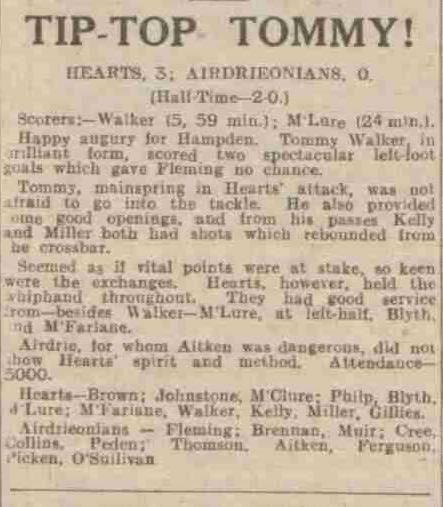 TIP-TOP TOMMY!
HEARTS, 3; AIRDRIEONIANS, 0.
(Half-Time—2-0.)
Scorers:—Walker (5, 59 min.); M'Lure (24 min.).
Happy augury for Hampden. Tommy Walker, in
brilliant form, scored two spectacular left-foot
goals which gave Fleming no chance.
Tommy, mainspring in Hearts' attack, was not
afraid to go into the tackle. He also provided
some good openings, and from his passes Kelly
and Miller both had shots which rebounded from
the crossbar.
Seemed as if vital points were at stake, so keen
were the exchanges. Hearts, however, held the
whiphand throughout. They had good service
from—besides Walker—M'Lure, at left-half, Blyth,
and M'Farlane.
Airdrie, for whom Aitken was dangerous, did not
show Hearts' spirit and method. Attendance—
5000.
Hearts—Brown; Johnstone, M'Clure; Philp, Blyth,
M'Lure; M'Farlane, Walker, Kelly, Miller, Gillies.
Airdrieonians — Fleming; Brennan, Muir; Cree,
Collins, Peden; Thomson, Aitken, Ferguson,
Picken, O'Sullivan